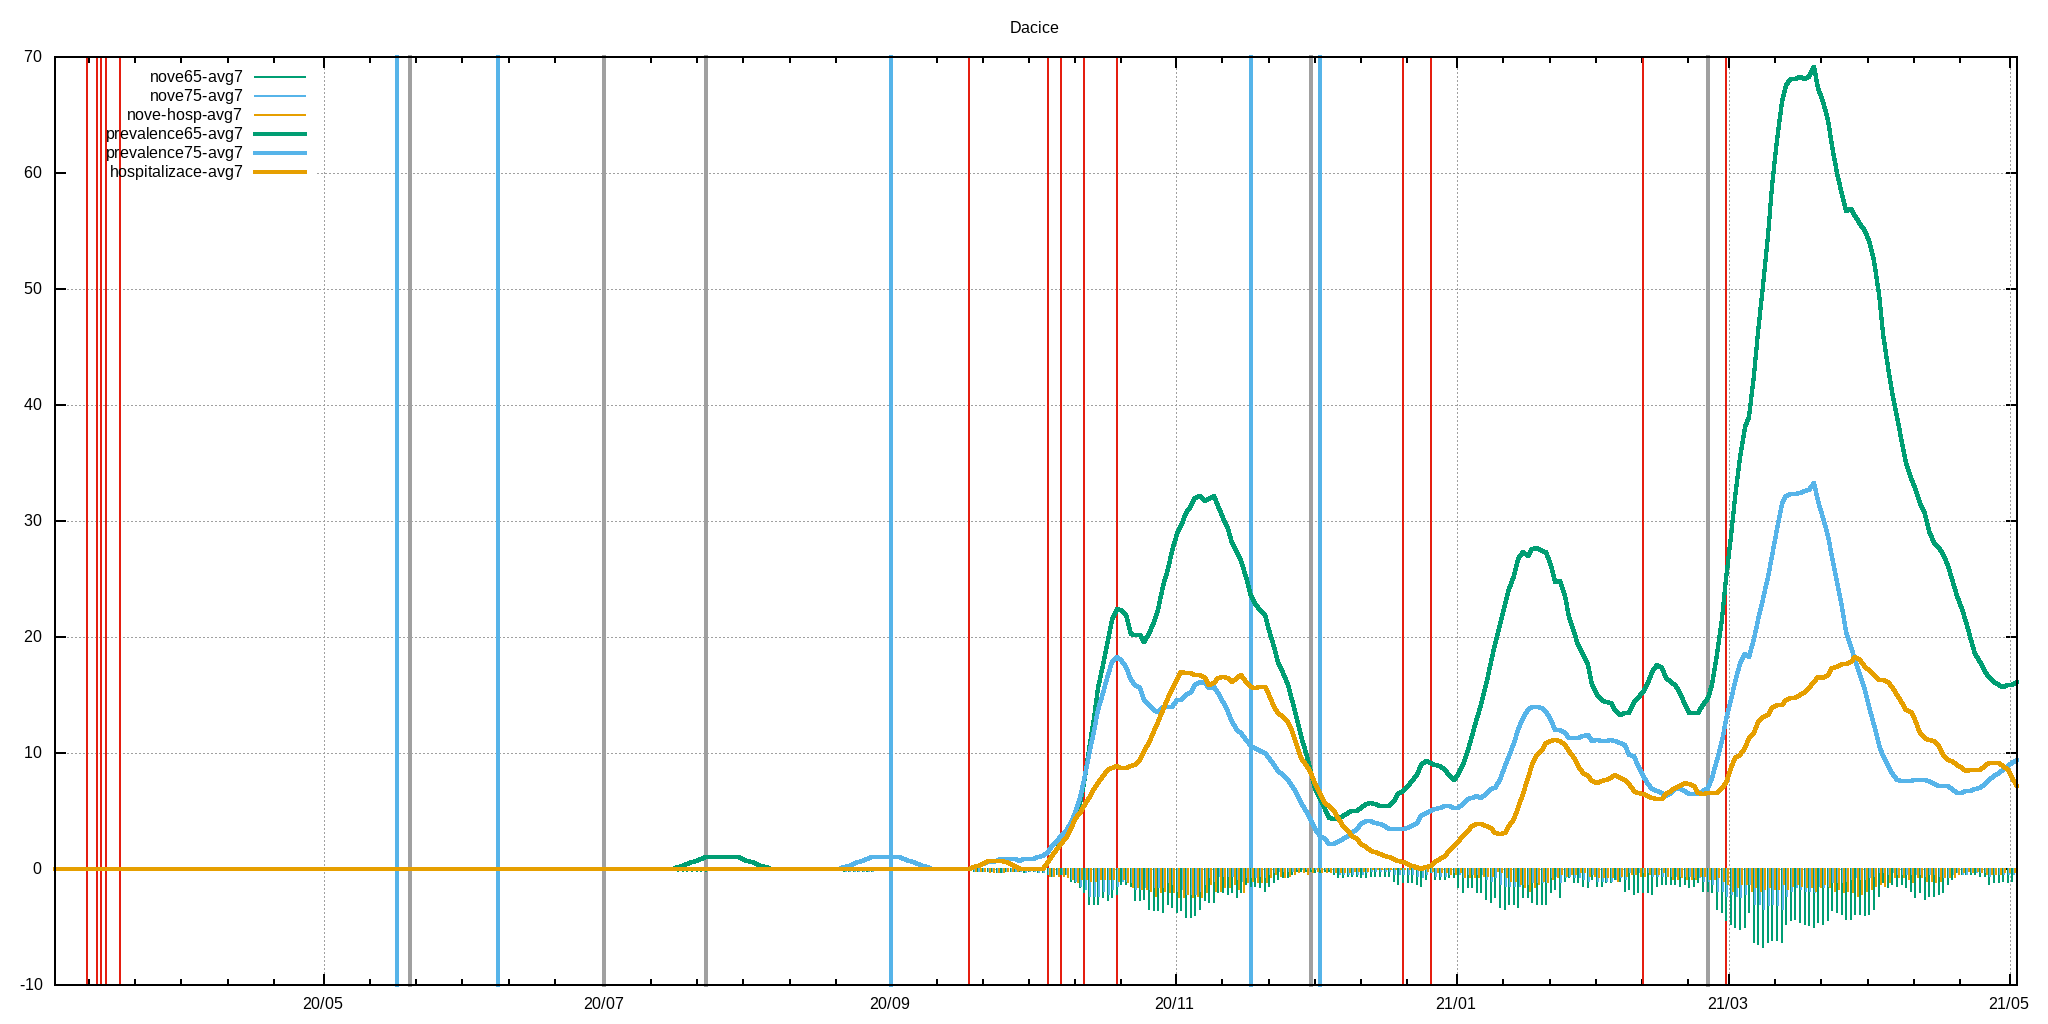 Dacice
70
nove65-avg7
nove75-avg7
nove-hosp-avg7
prevalence65-avg7
prevalence75-avg7
hospitalizace-avg7
60
50
40
30
20
10
0
-10
20/05 20/07 20/09 20/11 21/01 21/03 21/05